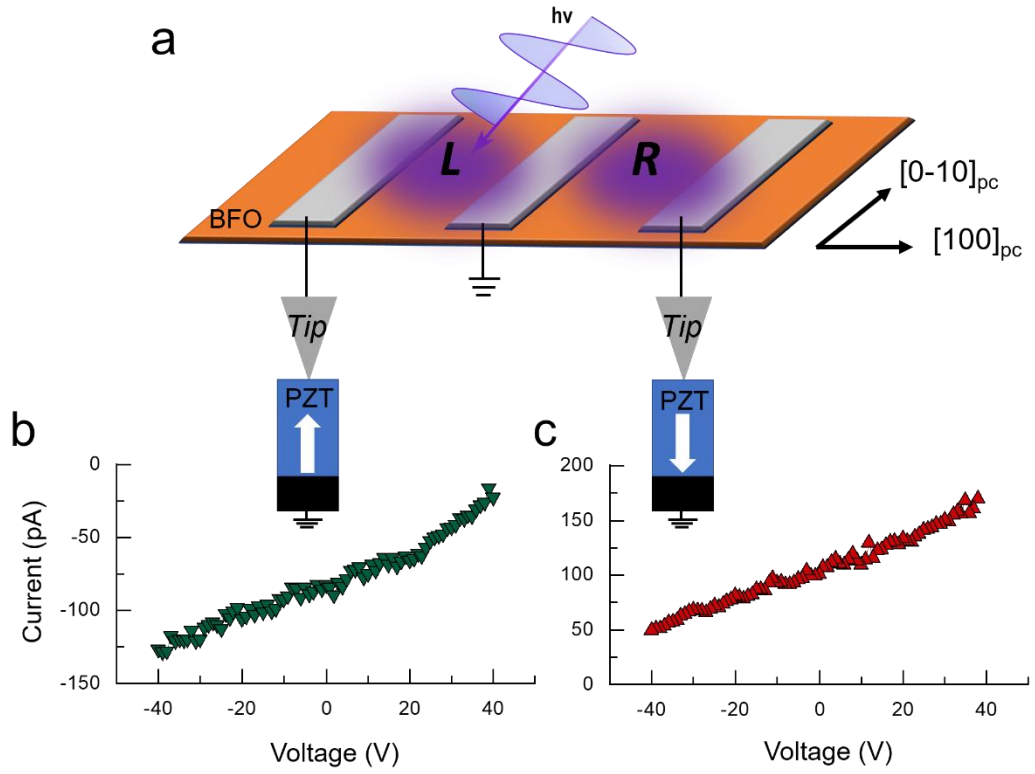 a
hν
L
R
BFO
[0-10]pc
[100]pc
Tip
Tip
PZT
PZT
b
c
0
-50
-100
-150
Current (pA)
-40
-20
0
20
40
Voltage (V)
200
150
100
50
0
-40
-20
0
20
40
Voltage (V)